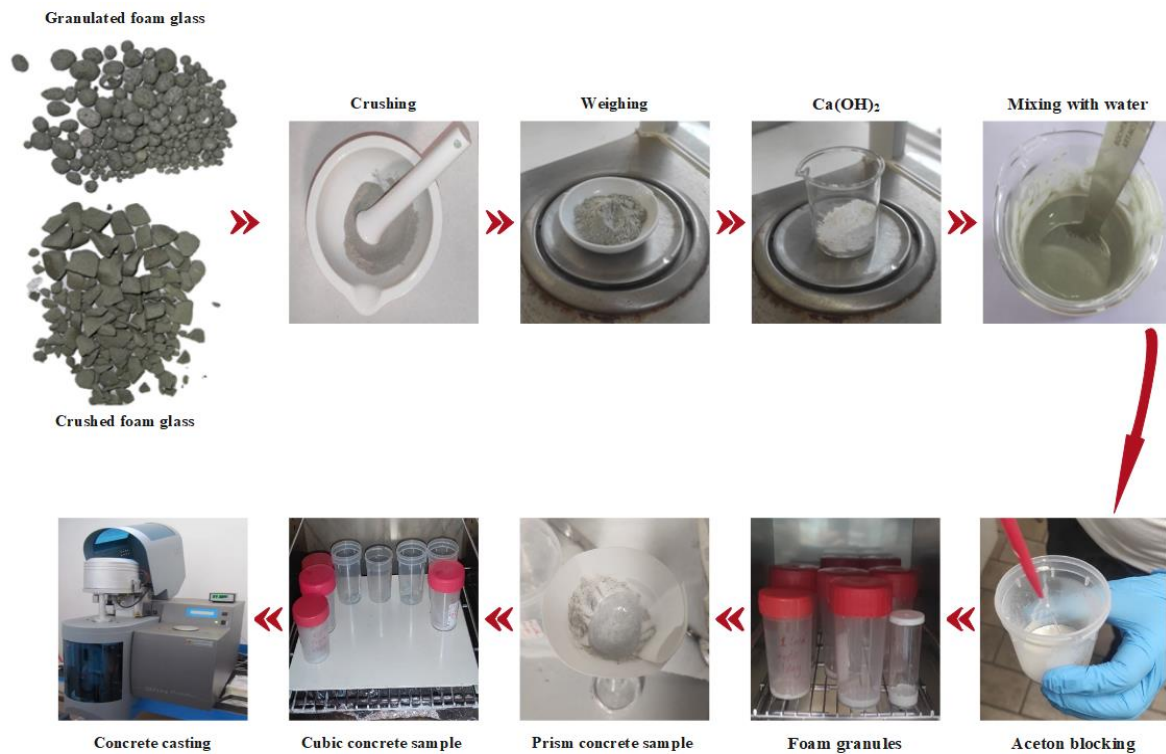 Granulated foam glass
Crushing
Weighing
Ca(OH)₂
Mixing with water
Crushed foam glass
Concrete casting
Cubic concrete sample
Prism concrete sample
Foam granules
Aceton blocking